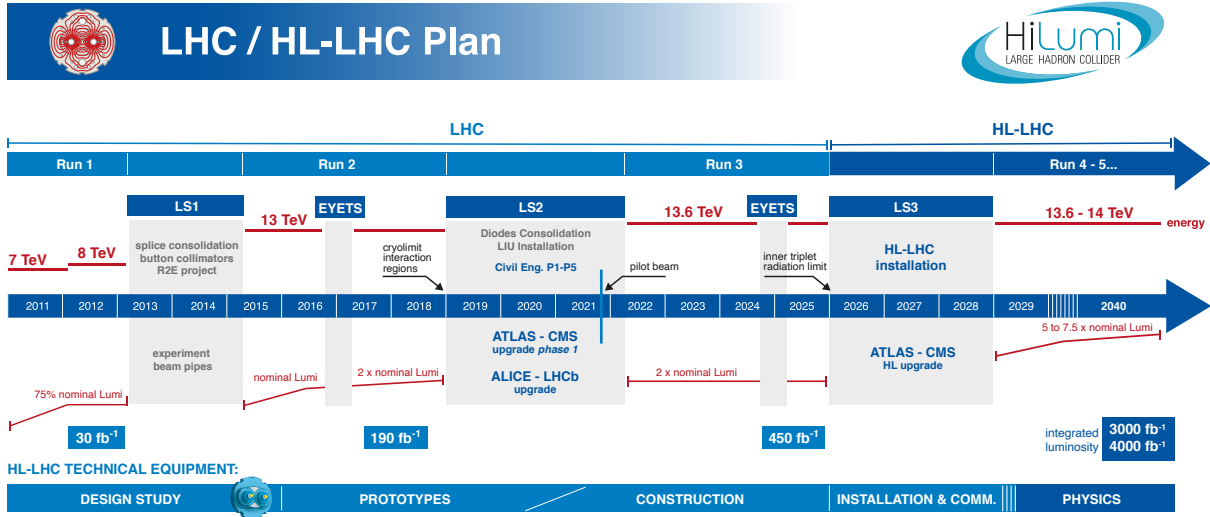 LHC / HL-LHC Plan
HiLumi
LARGE HADRON COLLIDER
LHC
HL-LHC
Run 1
Run 2
Run 3
Run 4 - 5...
LS1
EYETS
LS2
EYETS
LS3
13 TeV
13.6 TeV
13.6 - 14 TeV
energy
7 TeV
8 TeV
splice consolidation
button collimators
R2E project
cryolimit
interaction
regions
Diodes Consolidation
LIU Installation
Civil Eng. P1-P5
pilot beam
inner triplet
radiation limit
HL-LHC
installation
2011
2012
2013
2014
2015
2016
2017
2018
2019
2020
2021
2022
2023
2024
2025
2026
2027
2028
2029
2040
5 to 7.5 x nominal Lumi
experiment
beam pipes
ATLAS - CMS
upgrade phase 1
ALICE - LHCb
upgrade
ATLAS - CMS
HL upgrade
75% nominal Lumi
nominal Lumi
2 x nominal Lumi
2 x nominal Lumi
30 fb-1
190 fb-1
450 fb-1
integrated
luminosity
3000 fb-1
4000 fb-1
HL-LHC TECHNICAL EQUIPMENT:
DESIGN STUDY
PROTOTYPES
CONSTRUCTION
INSTALLATION & COMM.
PHYSICS